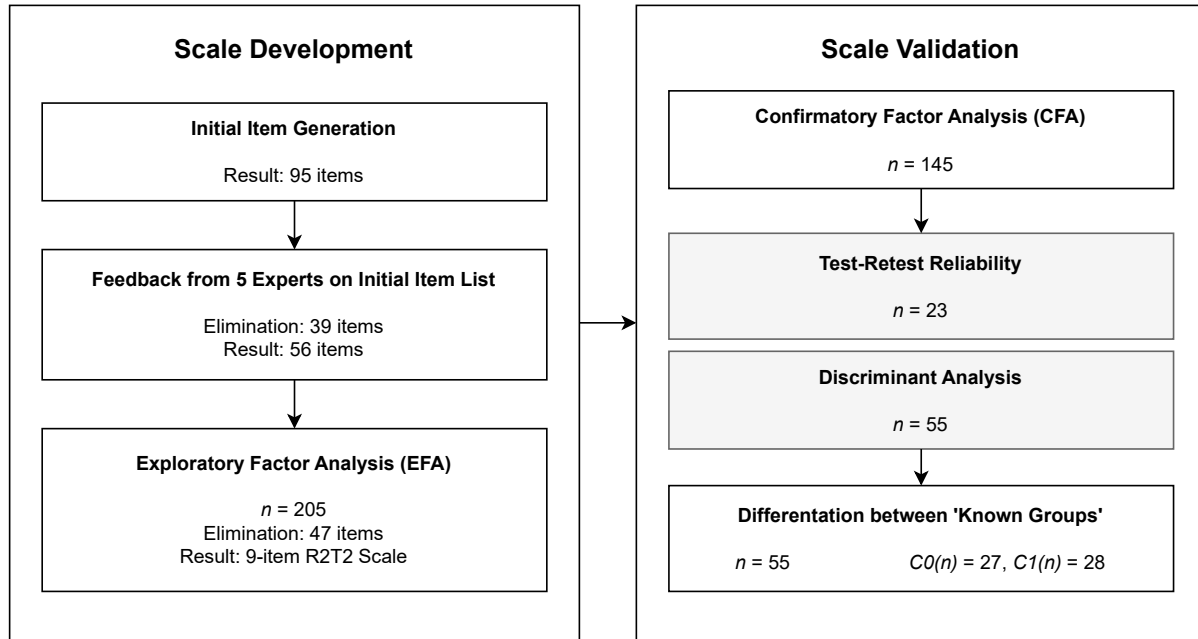 Scale Development
Initial Item Generation
Result: 95 items
Feedback from 5 Experts on Initial Item List
Elimination: 39 items
Result: 56 items
Exploratory Factor Analysis (EFA)
n = 205
Elimination: 47 items
Result: 9-item R2T2 Scale
Scale Validation
Confirmatory Factor Analysis (CFA)
n = 145
Test-Retest Reliability
n = 23
Discriminant Analysis
n = 55
Differentation between 'Known Groups'
n = 55 C0(n) = 27, C1(n) = 28